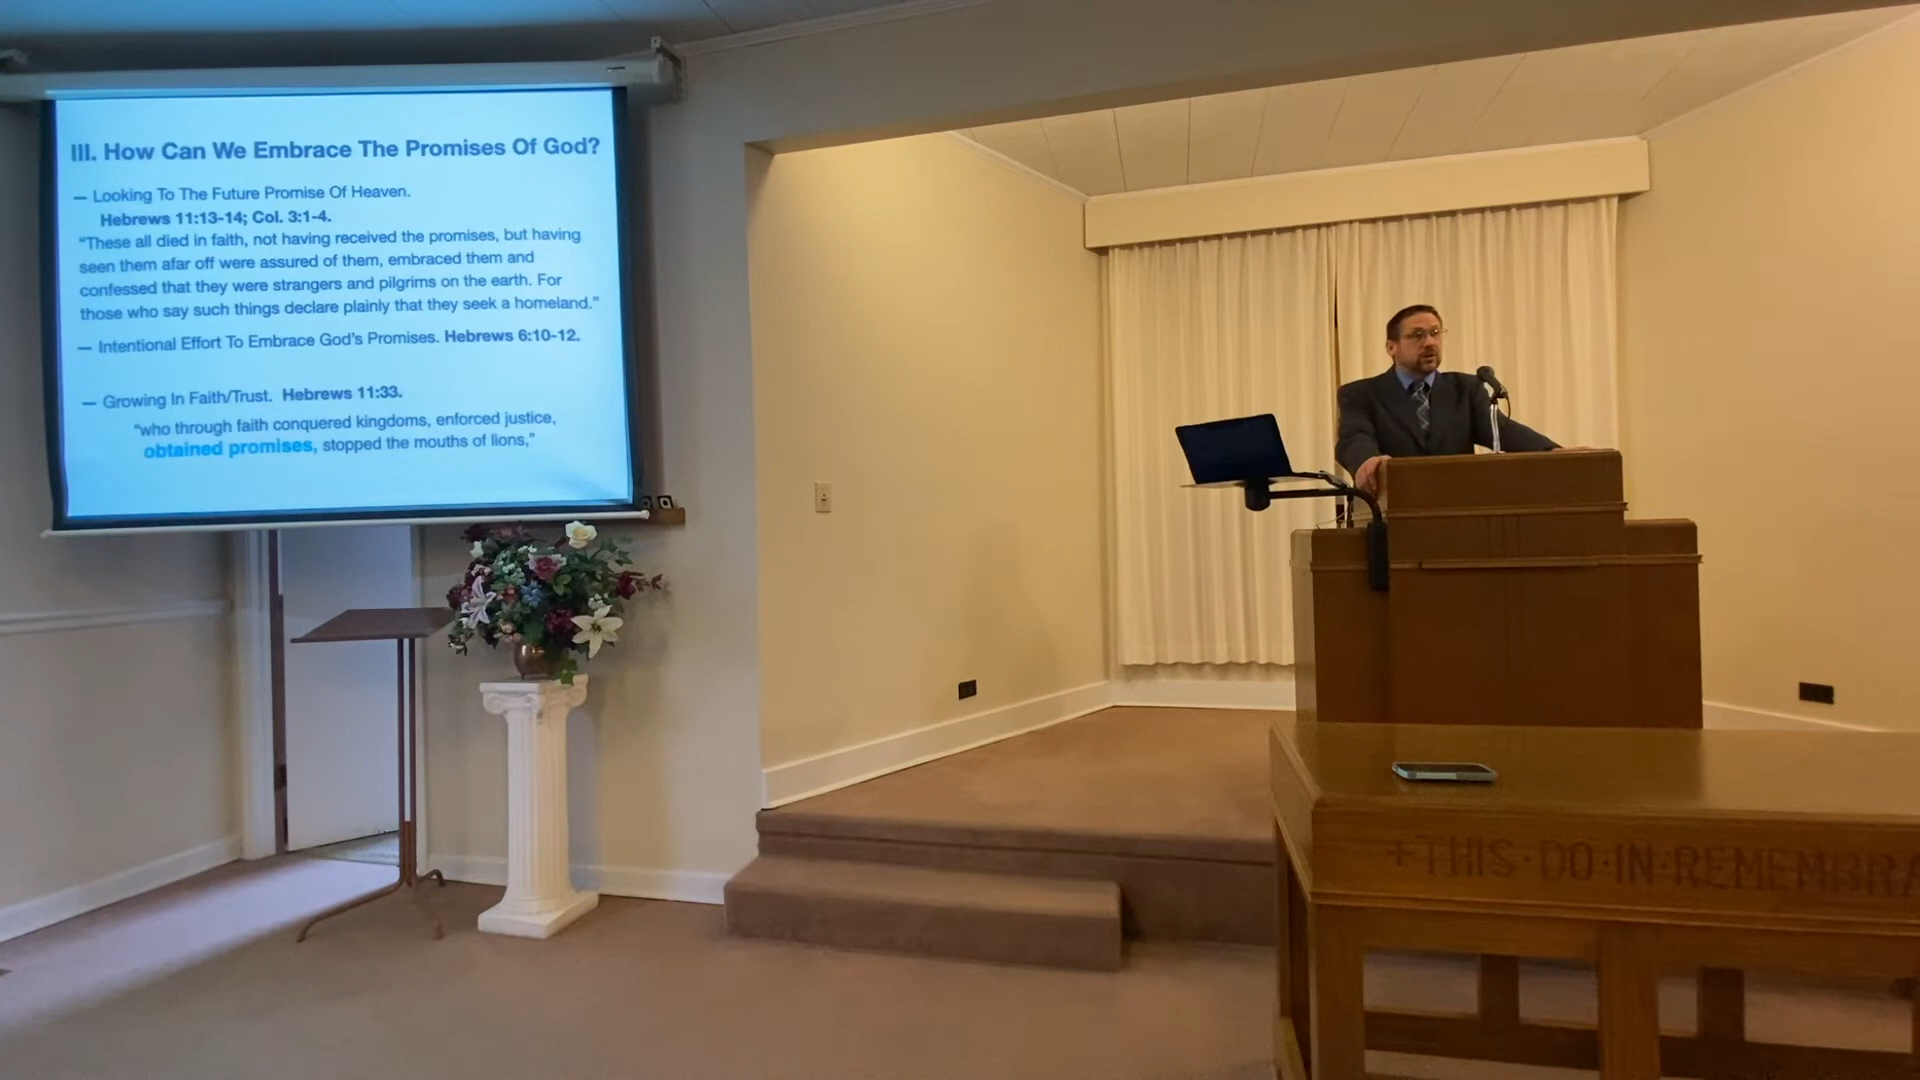 III. How Can We Embrace The Promises Of God?
— Looking To The Future Promise Of Heaven.
Hebrews 11:13-14; Col. 3:1-4.
“These all died in faith, not having received the promises, but having
seen them afar off were assured of them, embraced them and
confessed that they were strangers and pilgrims on the earth. For
those who say such things declare plainly that they seek a homeland.”
— Intentional Effort To Embrace God’s Promises. Hebrews 6:10-12.
— Growing In Faith/Trust. Hebrews 11:33.
“who through faith conquered kingdoms, enforced justice,
obtained promises, stopped the mouths of lions,”
+THIS·DO·IN·REMEMBRA